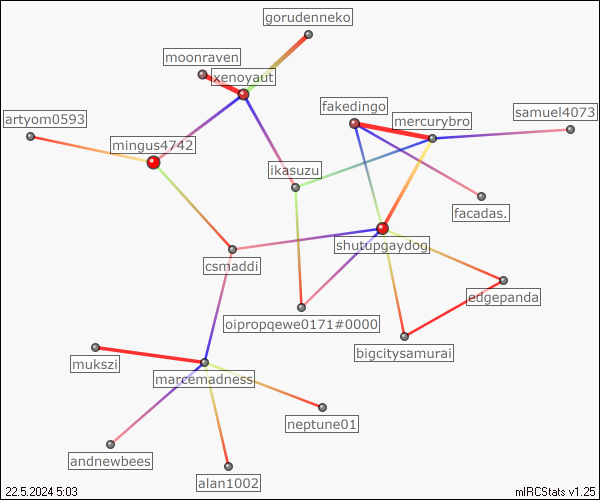 gorudenneko
moonraven
xenoyaut
artyom0593
fakedingo
mercurybro
samuel4073
mingus4742
ikasuzu
facadas.
shutupgaydog
csmaddi
edgepanda
oipropqewe0171#0000
bigcitysamurai
mukszi
marcemadness
neptune01
andnewbees
alan1002
22.5.2024 5:03
mIRCStats v1.25